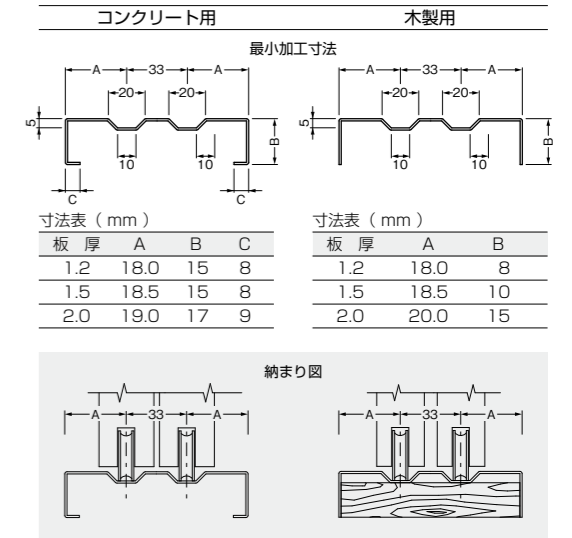 コンクリート用 木製用
最小加工寸法
A 33 A A 33 A
20 20 20 20
5 B 5 B
10 10 10 10
C C
寸法表（ mm ） 寸法表（ mm ）
板 厚 A B C 板 厚 A B
1.2 18.0 15 8 1.2 18.0 8
1.5 18.5 15 8 1.5 18.5 10
2.0 19.0 17 9 2.0 20.0 15
納まり図
A 33 A A 33 A